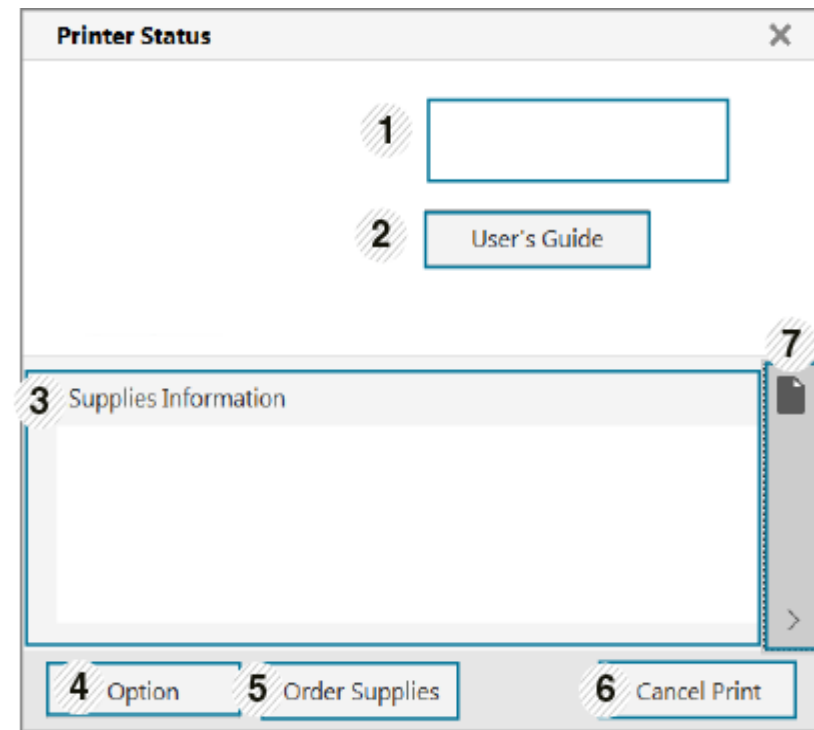 Printer Status
1
2 User's Guide
7
3 Supplies Information
4 Option 5 Order Supplies 6 Cancel Print